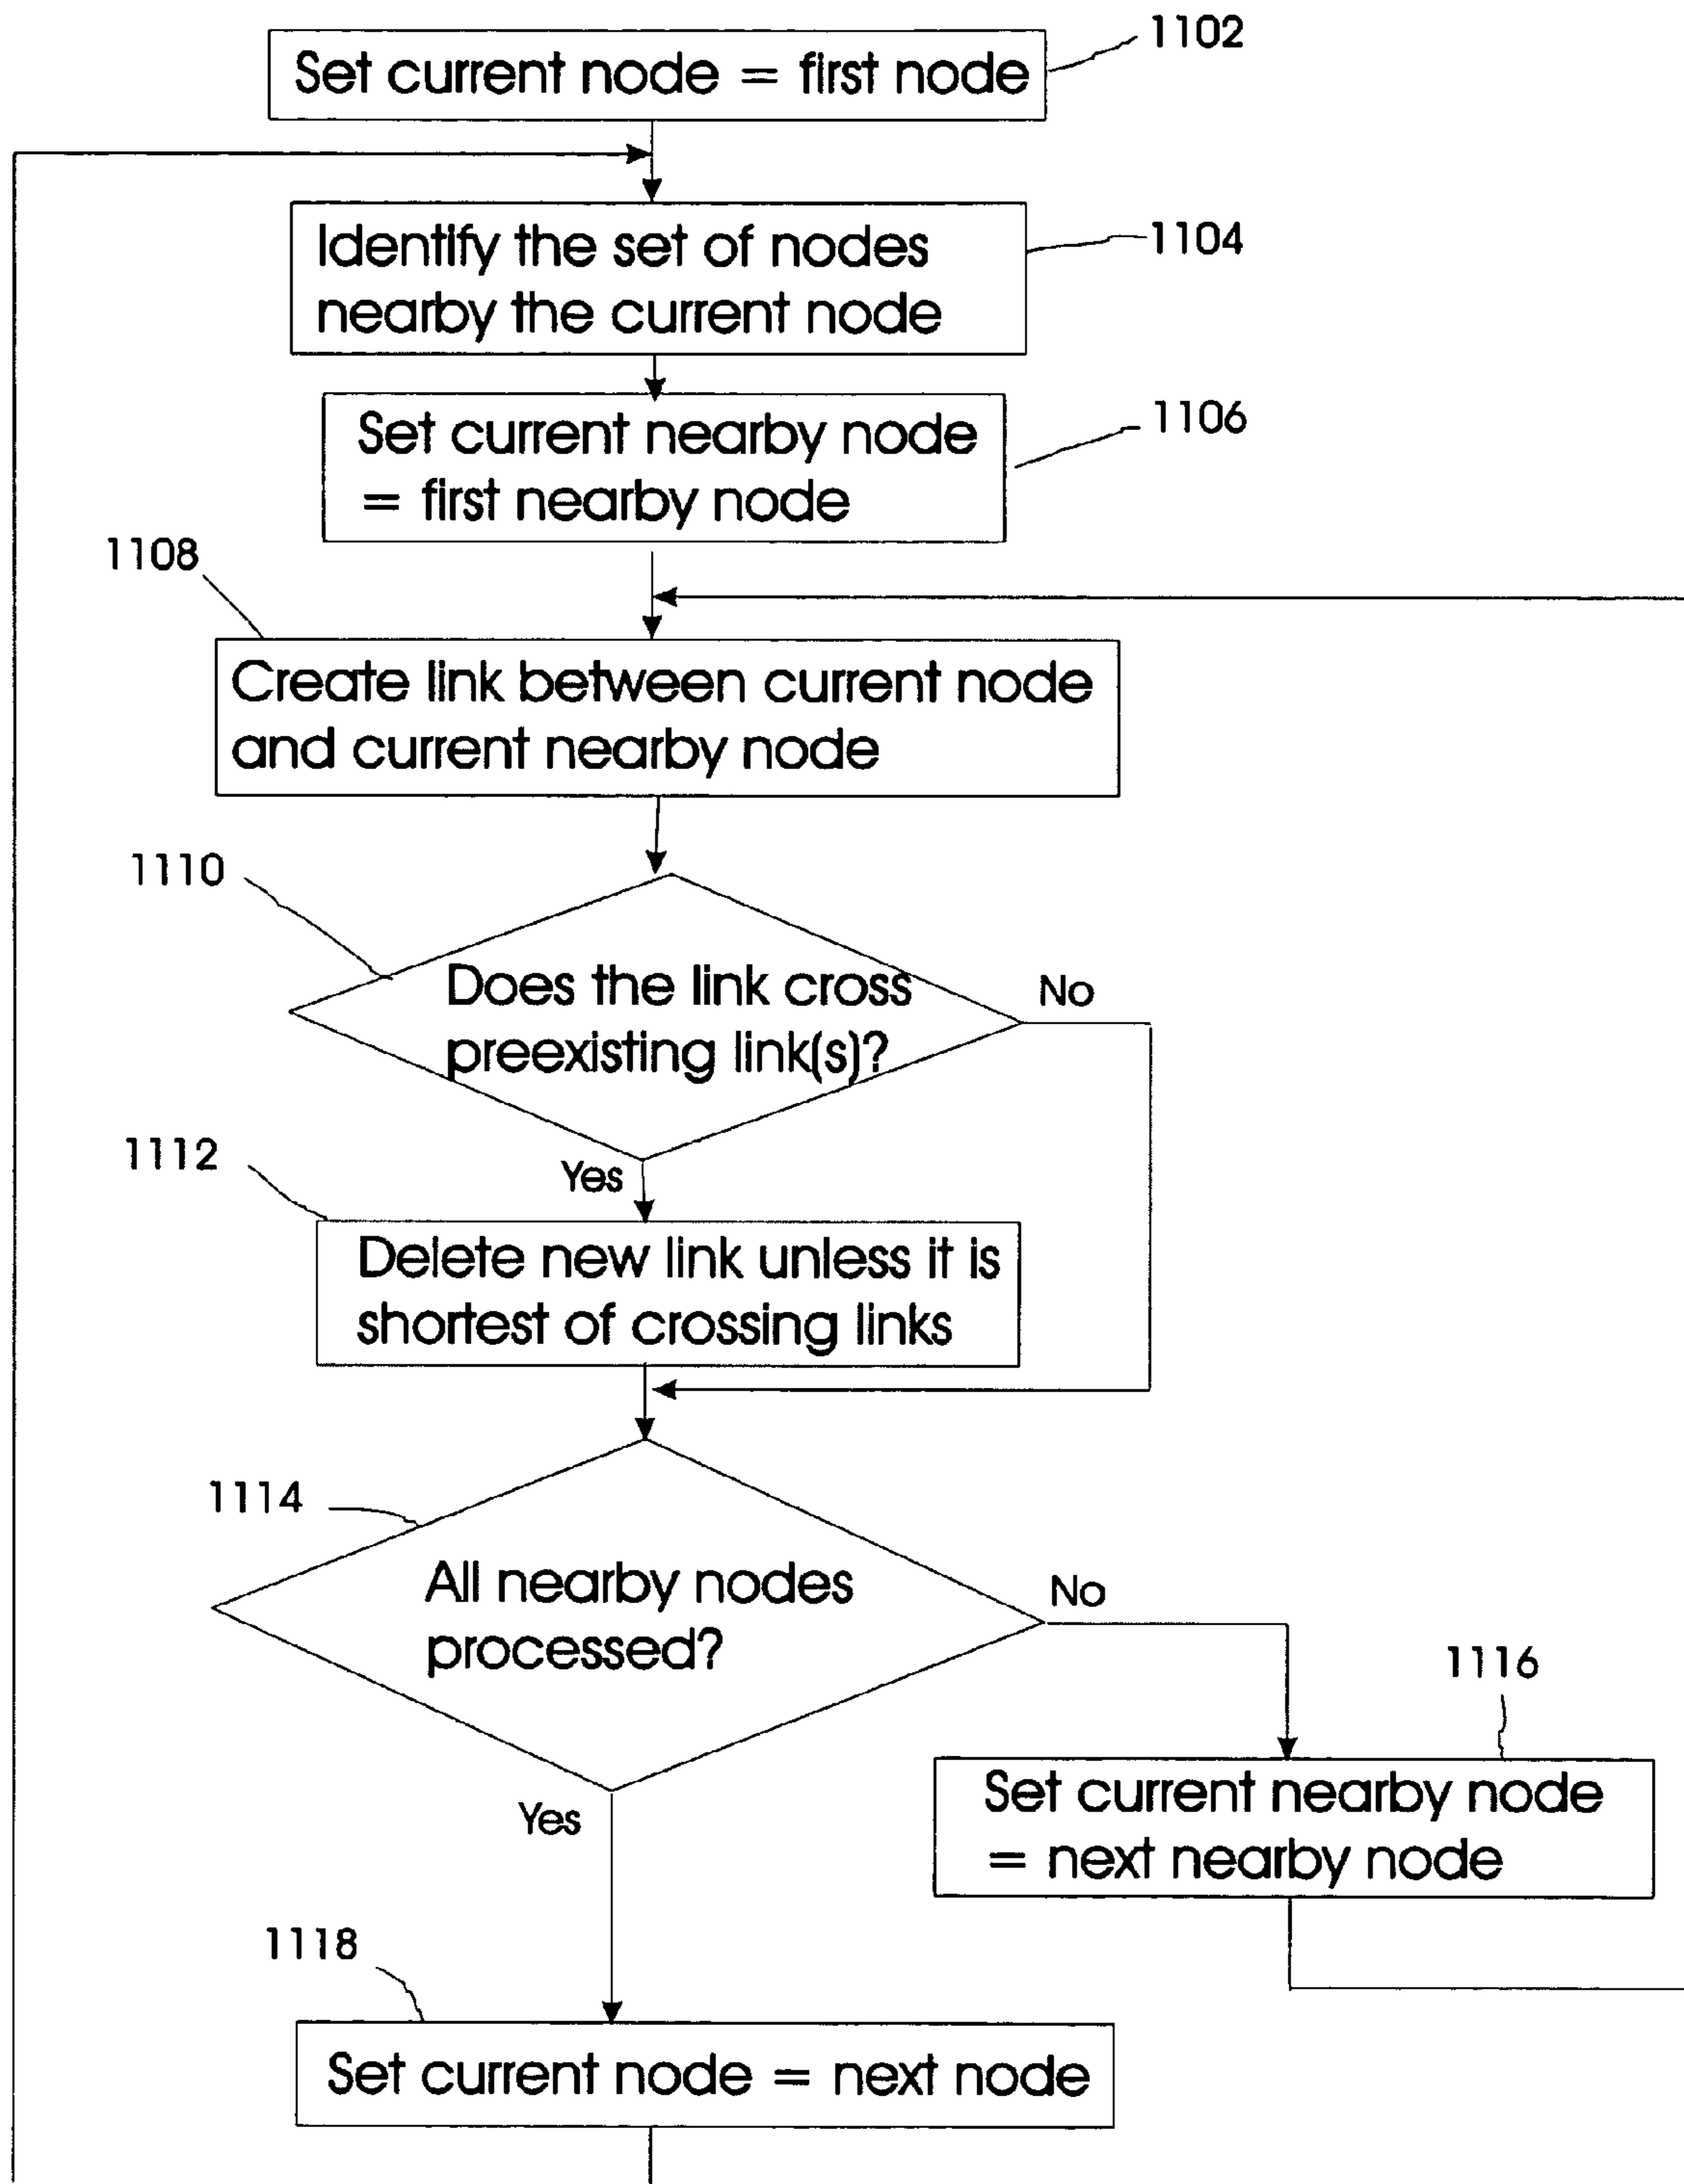 1102
Set current node = first node
Identify the set of nodes
nearby the current node
1104
Set current nearby node
= first nearby node
1106
1108
Create link between current node
and current nearby node
1110
Does the link cross
preexisting link(s)?
No
Yes
1112
Delete new link unless it is
shortest of crossing links
1114
All nearby nodes
processed?
No
1116
Set current nearby node
= next nearby node
Yes
1118
Set current node = next node